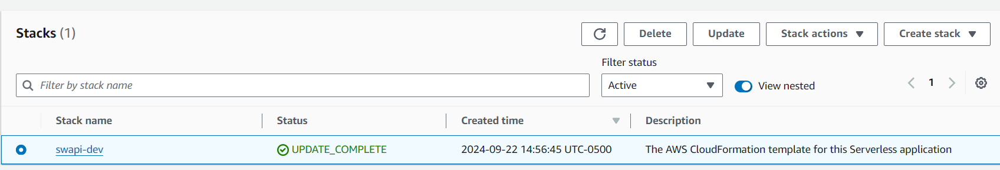 Stacks (1)
Delete
Update
Stack actions
Create stack
Filter status
Filter by stack name
Active
View nested
1
Stack name
Status
Created time
Description
swapi-dev
UPDATE_COMPLETE
2024-09-22 14:56:45 UTC-0500
The AWS CloudFormation template for this Serverless application